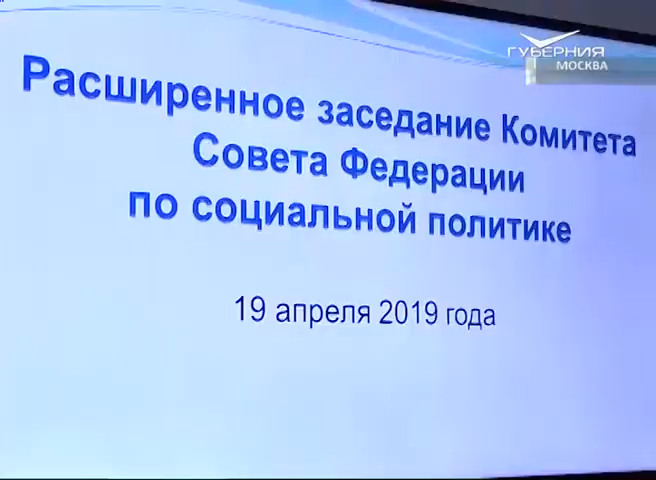 ГУБЕРНИЯ
МОСКВА
Расширенное заседание Комитета
Совета Федерации
по социальной политике
19 апреля 2019 года